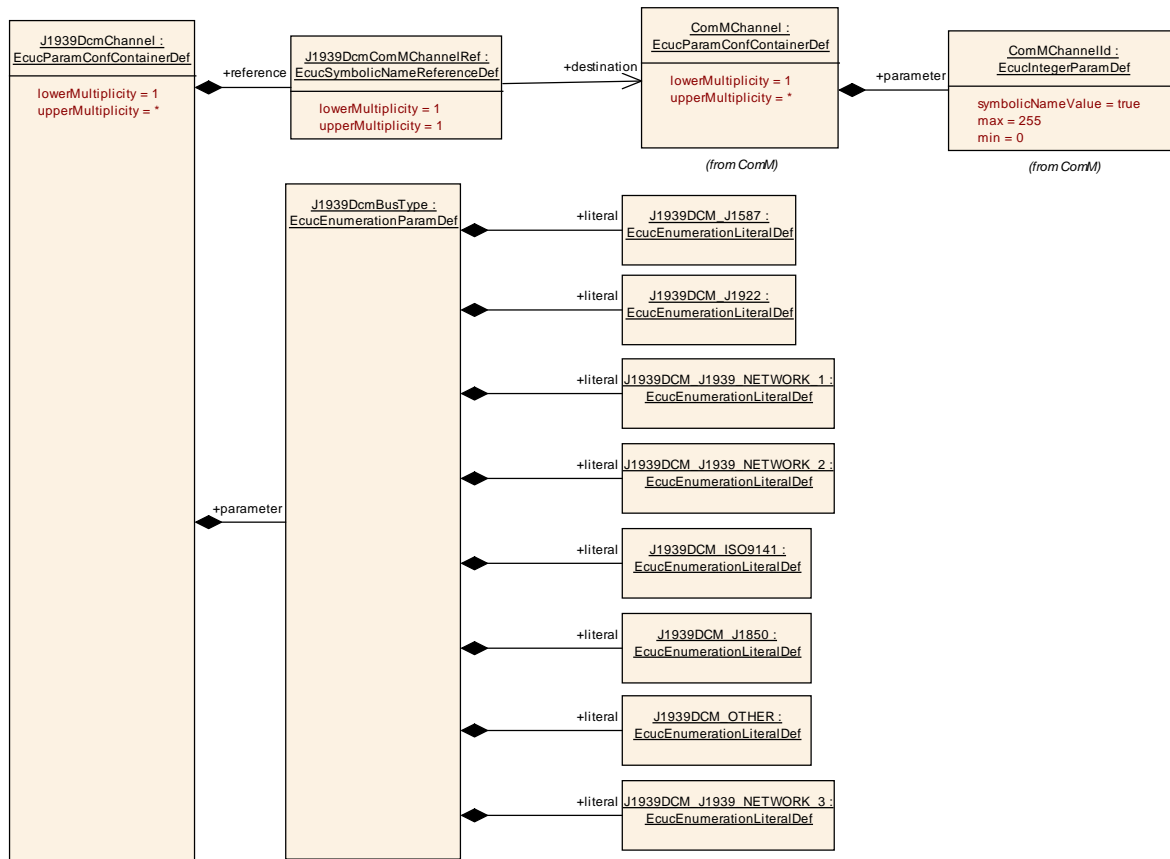 J1939DcmChannel :
EcucParamConfContainerDef
lowerMultiplicity = 1
upperMultiplicity = *
+reference
J1939DcmComMChannelRef :
EcucSymbolicNameReferenceDef
lowerMultiplicity = 1
upperMultiplicity = 1
+destination
ComMChannel :
EcucParamConfContainerDef
lowerMultiplicity = 1
upperMultiplicity = *
(from ComM)
+parameter
ComMChannelId :
EcucIntegerParamDef
symbolicNameValue = true
max = 255
min = 0
(from ComM)
+parameter
J1939DcmBusType :
EcucEnumerationParamDef
+literal
J1939DCM_J1587 :
EcucEnumerationLiteralDef
+literal
J1939DCM_J1922 :
EcucEnumerationLiteralDef
+literal
J1939DCM_J1939_NETWORK_1 :
EcucEnumerationLiteralDef
+literal
J1939DCM_J1939_NETWORK_2 :
EcucEnumerationLiteralDef
+literal
J1939DCM_ISO9141 :
EcucEnumerationLiteralDef
+literal
J1939DCM_J1850 :
EcucEnumerationLiteralDef
+literal
J1939DCM_OTHER :
EcucEnumerationLiteralDef
+literal
J1939DCM_J1939_NETWORK_3 :
EcucEnumerationLiteralDef